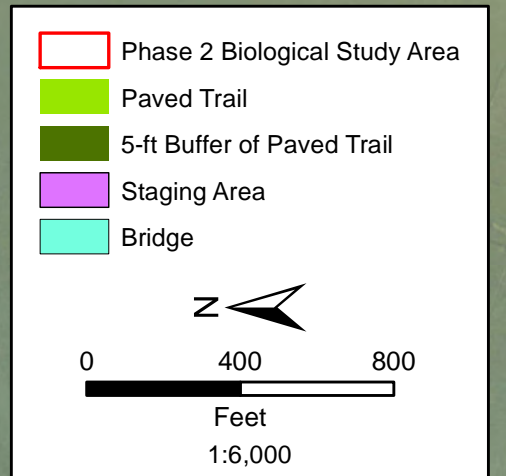 Phase 2 Biological Study Area
Paved Trail
5-ft Buffer of Paved Trail
Staging Area
Bridge
N
0 400 800
Feet
1:6,000